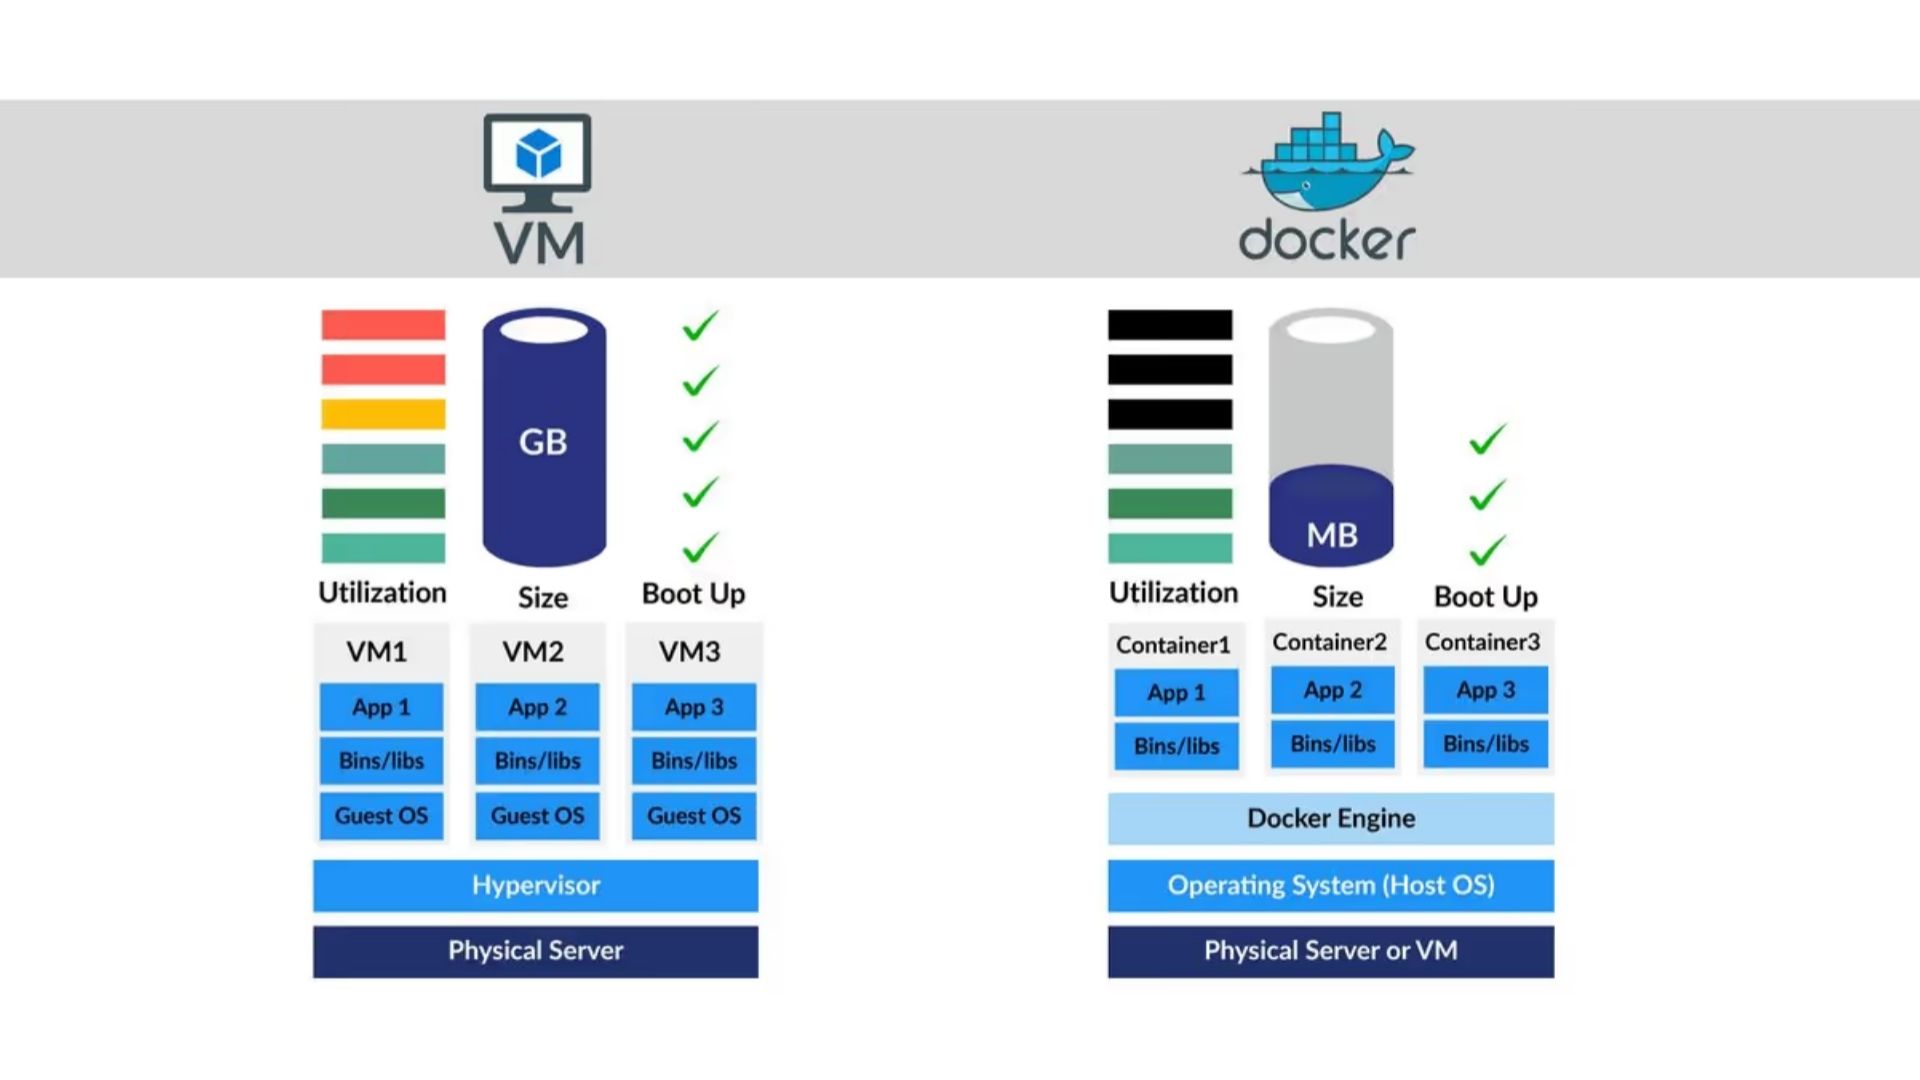 VM
docker
GB
MB
Utilization Size Boot Up
Utilization Size Boot Up
VM1 VM2 VM3
App 1 App 2 App 3
Bins/libs Bins/libs Bins/libs
Guest OS Guest OS Guest OS
Hypervisor
Physical Server
Container1 Container2 Container3
App 1 App 2 App 3
Bins/libs Bins/libs Bins/libs
Docker Engine
Operating System (Host OS)
Physical Server or VM